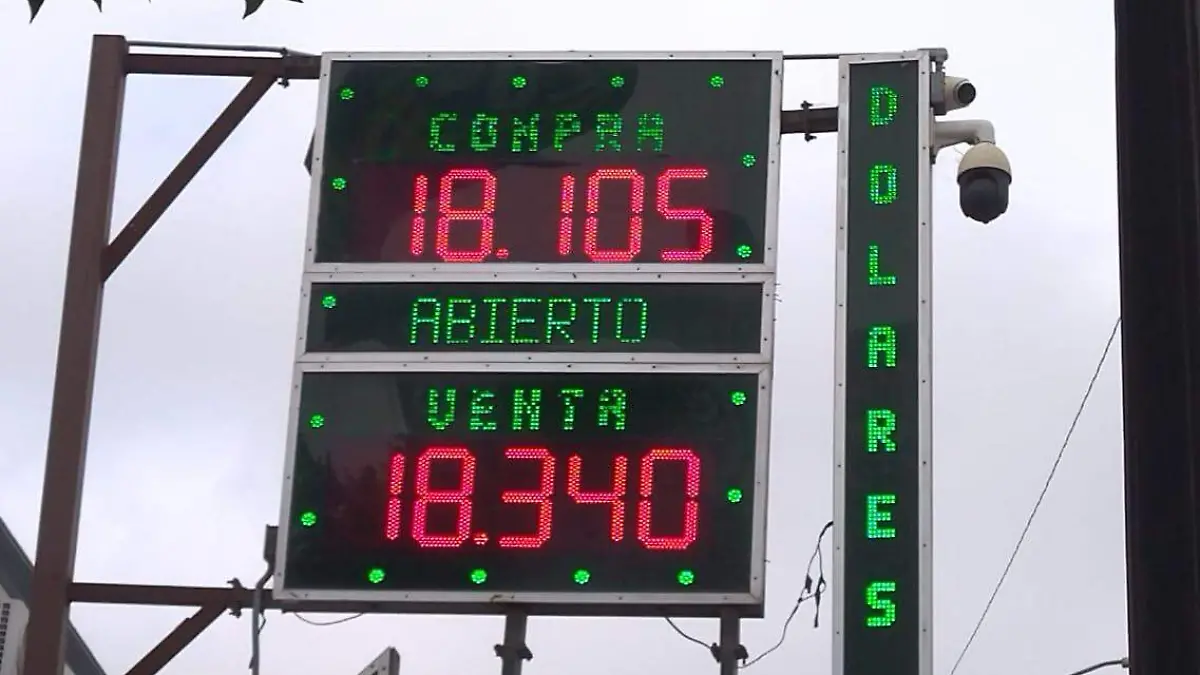 COMPRA
18.105
ABIERTO
VENTA
18.340
DOLARES